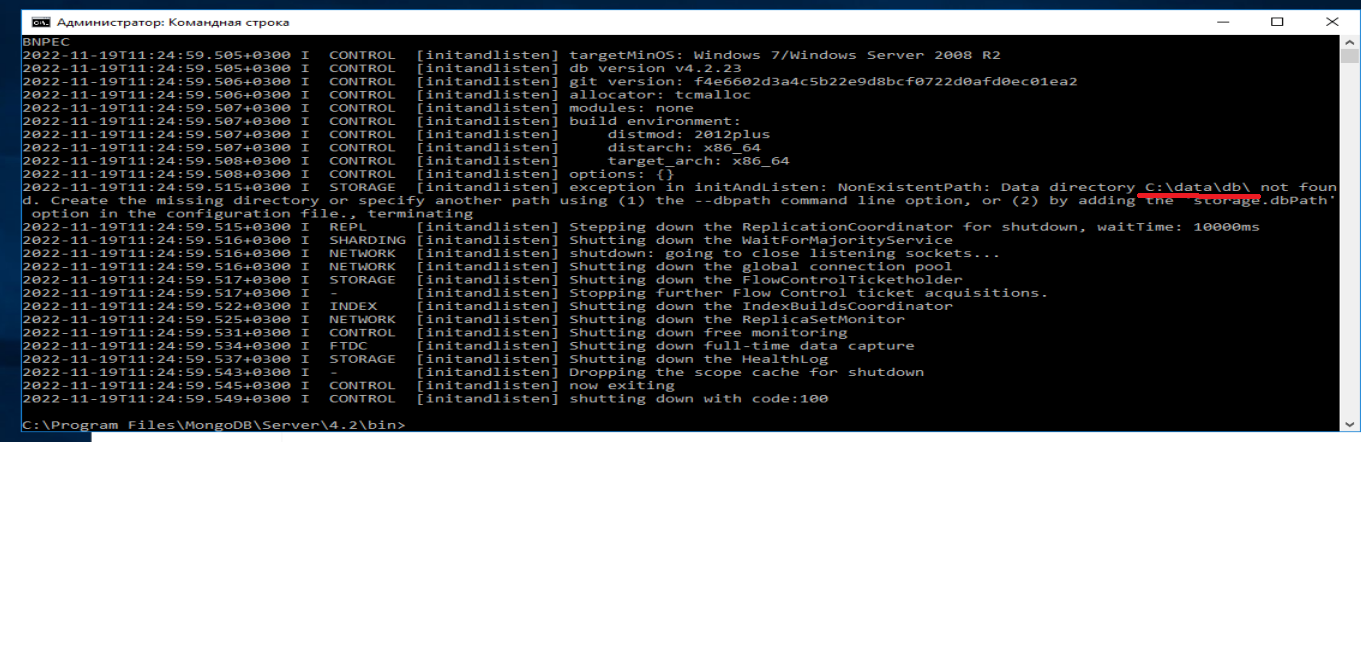 Администратор: Командная строка
BNPEC
2022-11-19T11:24:59.505+0300 I  CONTROL  [initandlisten] targetMinOS: Windows 7/Windows Server 2008 R2
2022-11-19T11:24:59.505+0300 I  CONTROL  [initandlisten] db version v4.2.23
2022-11-19T11:24:59.506+0300 I  CONTROL  [initandlisten] git version: f4e6602d3a4c5b22e9d8bcf0722d0afd0ec01ea2
2022-11-19T11:24:59.506+0300 I  CONTROL  [initandlisten] allocator: tcmalloc
2022-11-19T11:24:59.507+0300 I  CONTROL  [initandlisten] modules: none
2022-11-19T11:24:59.507+0300 I  CONTROL  [initandlisten] build environment:
2022-11-19T11:24:59.507+0300 I  CONTROL  [initandlisten]     distmod: 2012plus
2022-11-19T11:24:59.507+0300 I  CONTROL  [initandlisten]     distarch: x86_64
2022-11-19T11:24:59.508+0300 I  CONTROL  [initandlisten]     target_arch: x86_64
2022-11-19T11:24:59.508+0300 I  CONTROL  [initandlisten] options: {}
2022-11-19T11:24:59.515+0300 I  STORAGE  [initandlisten] exception in initAndListen: NonExistentPath: Data directory C:\data\db\ not foun
d. Create the missing directory or specify another path using (1) the --dbpath command line option, or (2) by adding the 'storage.dbPath'
 option in the configuration file., terminating
2022-11-19T11:24:59.515+0300 I  REPL     [initandlisten] Stepping down the ReplicationCoordinator for shutdown, waitTime: 10000ms
2022-11-19T11:24:59.516+0300 I  SHARDING [initandlisten] Shutting down the WaitForMajorityService
2022-11-19T11:24:59.516+0300 I  NETWORK  [initandlisten] shutdown: going to close listening sockets...
2022-11-19T11:24:59.516+0300 I  NETWORK  [initandlisten] Shutting down the global connection pool
2022-11-19T11:24:59.517+0300 I  STORAGE  [initandlisten] Shutting down the FlowControlTicketholder
2022-11-19T11:24:59.517+0300 I  -        [initandlisten] Stopping further Flow Control ticket acquisitions.
2022-11-19T11:24:59.522+0300 I  INDEX    [initandlisten] Shutting down the IndexBuildsCoordinator
2022-11-19T11:24:59.525+0300 I  NETWORK  [initandlisten] Shutting down the ReplicaSetMonitor
2022-11-19T11:24:59.531+0300 I  CONTROL  [initandlisten] Shutting down free monitoring
2022-11-19T11:24:59.534+0300 I  FTDC     [initandlisten] Shutting down full-time data capture
2022-11-19T11:24:59.537+0300 I  STORAGE  [initandlisten] Shutting down the HealthLog
2022-11-19T11:24:59.543+0300 I  -        [initandlisten] Dropping the scope cache for shutdown
2022-11-19T11:24:59.545+0300 I  CONTROL  [initandlisten] now exiting
2022-11-19T11:24:59.549+0300 I  CONTROL  [initandlisten] shutting down with code:100
C:\Program Files\MongoDB\Server\4.2\bin>